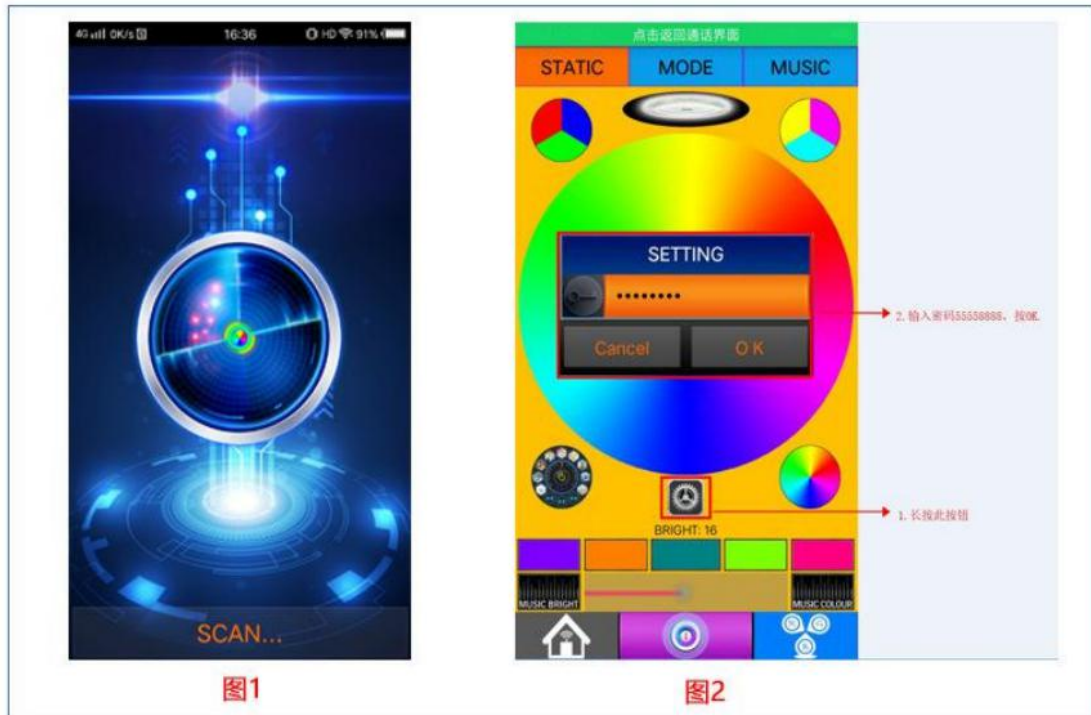 4G 0K/s 16:36 HD 91%
SCAN...
图1
点击返回通话界面
STATIC MODE MUSIC
SETTING
••••••••
Cancel OK
2.输入密码55558888，按OK.
1.长按此按钮
BRIGHT: 16
MUSIC BRIGHT MUSIC COLOUR
图2